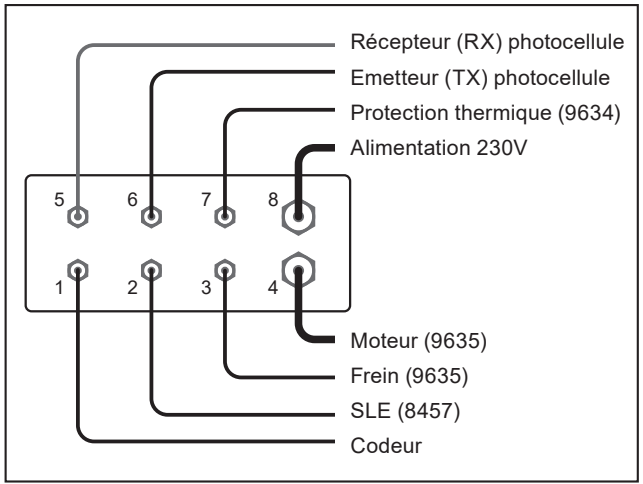 Récepteur (RX) photocellule
Emetteur (TX) photocellule
Protection thermique (9634)
Alimentation 230V
5 6 7 8
1 2 3 4
Moteur (9635)
Frein (9635)
SLE (8457)
Codeur